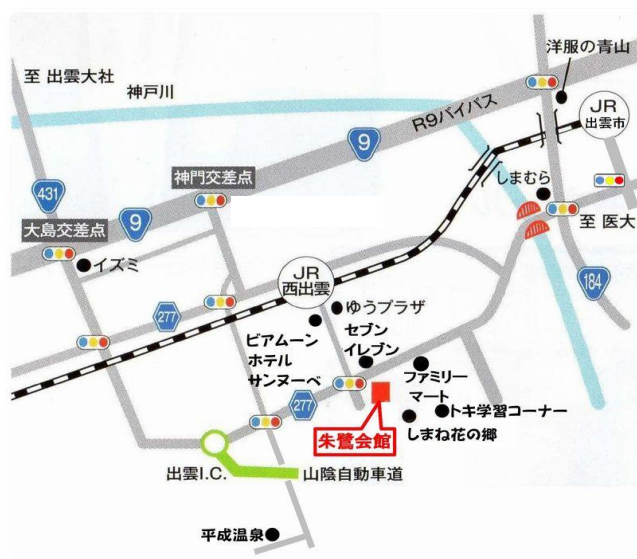 洋服の青山
至 出雲大社
神戸川
JR
出雲市
R9バイパス
9
神門交差点
しまむら
431
9
大島交差点
至 医大
イズミ
JR
西出雲
184
277
ゆうプラザ
セブン
イレブン
ビアムーン
ホテル
サンヌーベ
ファミリー
マート
277
トキ学習コーナー
しまね花の郷
朱鷺会館
出雲I.C.
山陰自動車道
平成温泉